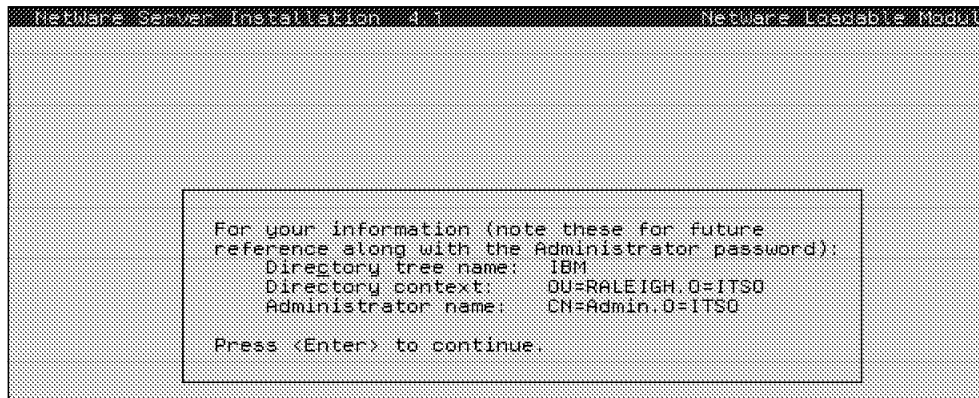 NetWare Server Installation 4.1 NetWare Loadable Modul
For your information (note these for future
reference along with the Administrator password):
Directory tree name: IBM
Directory context: OU=RALEIGH.O=ITSO
Administrator name: CN=Admin.O=ITSO
Press <Enter> to continue.